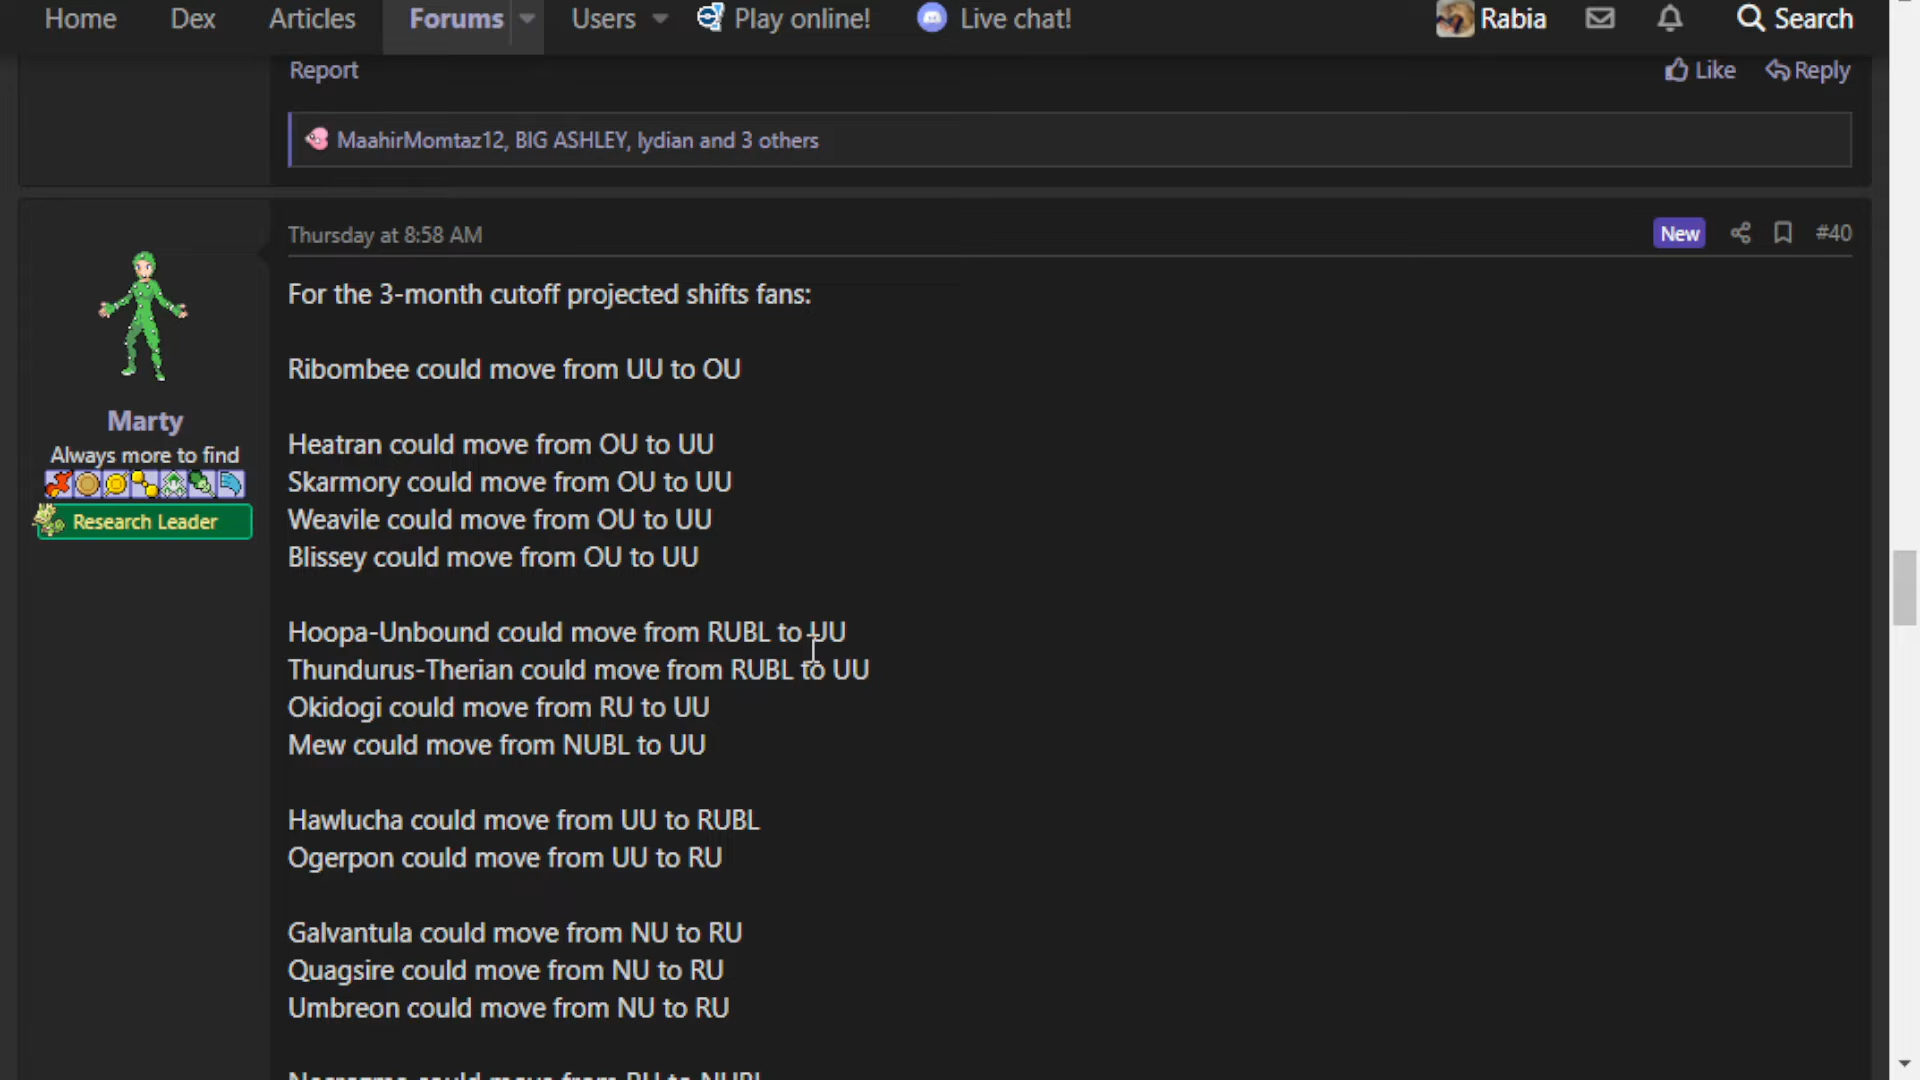 Home Dex Articles Forums Users Play online! Live chat! Rabia Search
Report Like Reply
MaahirMomtaz12, BIG ASHLEY, lydian and 3 others
Thursday at 8:58 AM New #40
For the 3-month cutoff projected shifts fans:
Ribombee could move from UU to OU
Marty
Always more to find
Research Leader
Heatran could move from OU to UU
Skarmory could move from OU to UU
Weavile could move from OU to UU
Blissey could move from OU to UU
Hoopa-Unbound could move from RUBL to UU
Thundurus-Therian could move from RUBL to UU
Okidogi could move from RU to UU
Mew could move from NUBL to UU
Hawlucha could move from UU to RUBL
Ogerpon could move from UU to RU
Galvantula could move from NU to RU
Quagsire could move from NU to RU
Umbreon could move from NU to RU
Necrozma could move from RU to NUBL